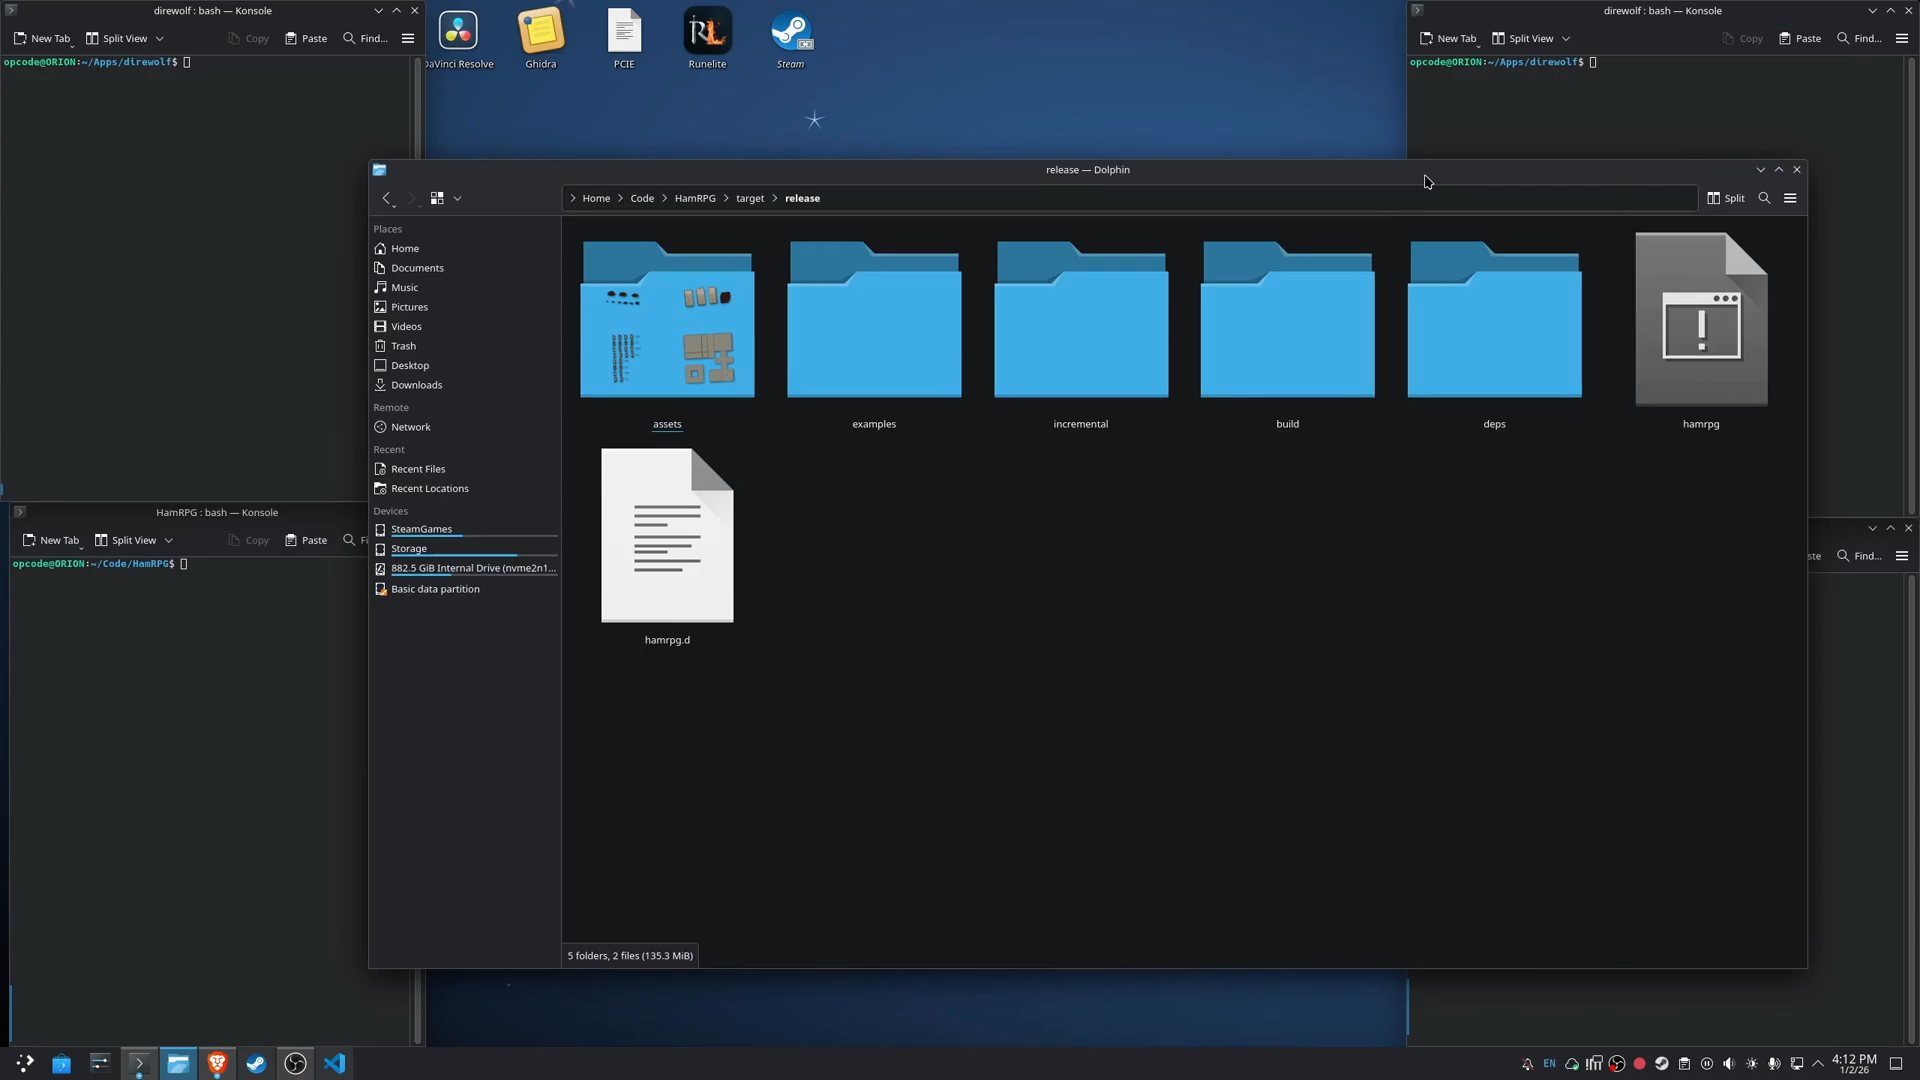 direwolf : bash — Konsole
New Tab
Split View
Copy
Paste
Find...
opcode@ORION:~/Apps/direwolf$
DaVinci Resolve
Ghidra
PCIE
Runelite
Steam
direwolf : bash — Konsole
New Tab
Split View
Copy
Paste
Find...
opcode@ORION:~/Apps/direwolf$
release — Dolphin
Home
Code
HamRPG
target
release
Split
Places
Home
Documents
Music
Pictures
Videos
Trash
Desktop
Downloads
Remote
Network
Recent
Recent Files
Recent Locations
Devices
SteamGames
Storage
882.5 GiB Internal Drive (nvme2n1...
Basic data partition
assets
examples
incremental
build
deps
hamrpg
hamrpg.d
5 folders, 2 files (135.3 MiB)
HamRPG : bash — Konsole
New Tab
Split View
Copy
Paste
Fi
opcode@ORION:~/Code/HamRPG$
ste
Find...
EN
4:12 PM
1/2/26